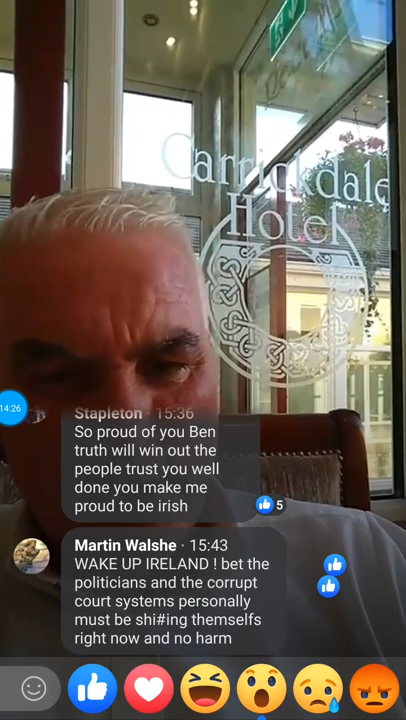 Carrickdale
Hotel
14:26
Stapleton · 15:36
So proud of you Ben
truth will win out the
people trust you well
done you make me
proud to be irish
5
Martin Walshe · 15:43
WAKE UP IRELAND ! bet the
politicians and the corrupt
court systems personally
must be shi#ing themselfs
right now and no harm